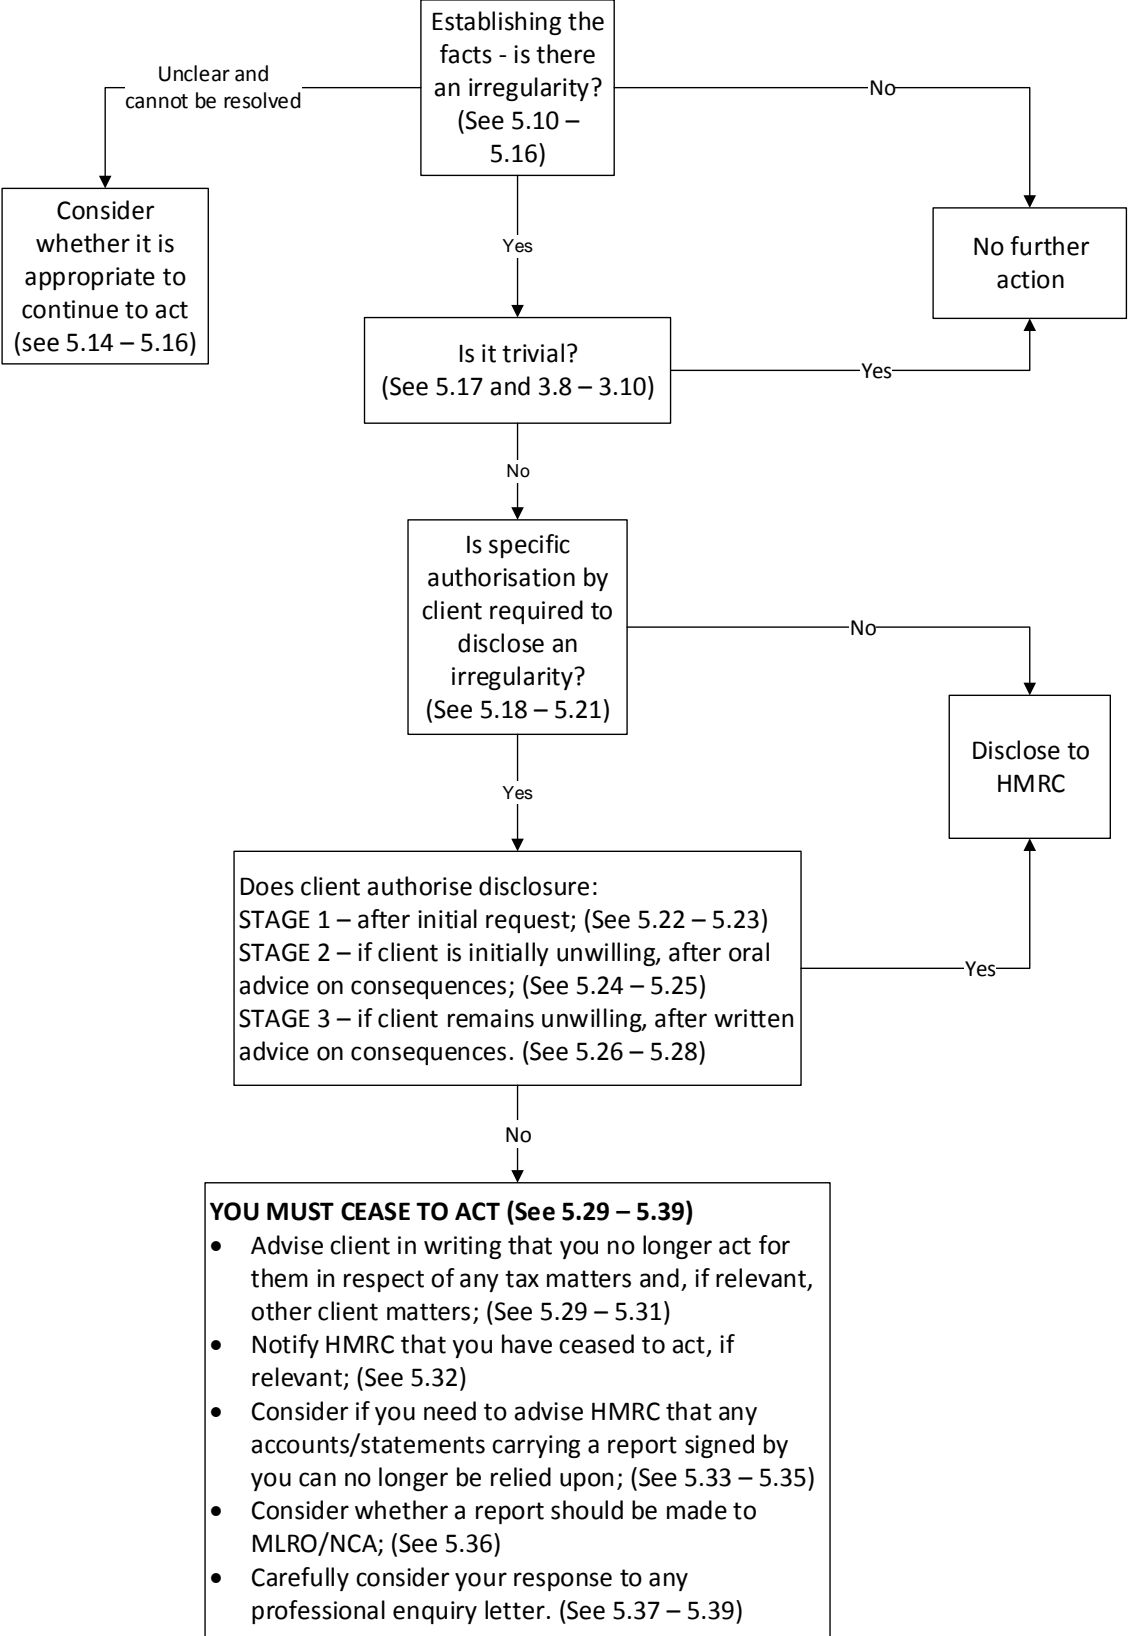 Establishing the
facts - is there
an irregularity?
(See 5.10 –
5.16)
Unclear and
cannot be resolved
No
Consider
whether it is
appropriate to
continue to act
(see 5.14 – 5.16)
Yes
No further
action
Is it trivial?
(See 5.17 and 3.8 – 3.10)
Yes
No
Is specific
authorisation by
client required to
disclose an
irregularity?
(See 5.18 – 5.21)
No
Disclose to
HMRC
Yes
Does client authorise disclosure:
STAGE 1 – after initial request; (See 5.22 – 5.23)
STAGE 2 – if client is initially unwilling, after oral
advice on consequences; (See 5.24 – 5.25)
STAGE 3 – if client remains unwilling, after written
advice on consequences. (See 5.26 – 5.28)
Yes
No
YOU MUST CEASE TO ACT (See 5.29 – 5.39)
• Advise client in writing that you no longer act for
them in respect of any tax matters and, if relevant,
other client matters; (See 5.29 – 5.31)
• Notify HMRC that you have ceased to act, if
relevant; (See 5.32)
• Consider if you need to advise HMRC that any
accounts/statements carrying a report signed by
you can no longer be relied upon; (See 5.33 – 5.35)
• Consider whether a report should be made to
MLRO/NCA; (See 5.36)
• Carefully consider your response to any
professional enquiry letter. (See 5.37 – 5.39)